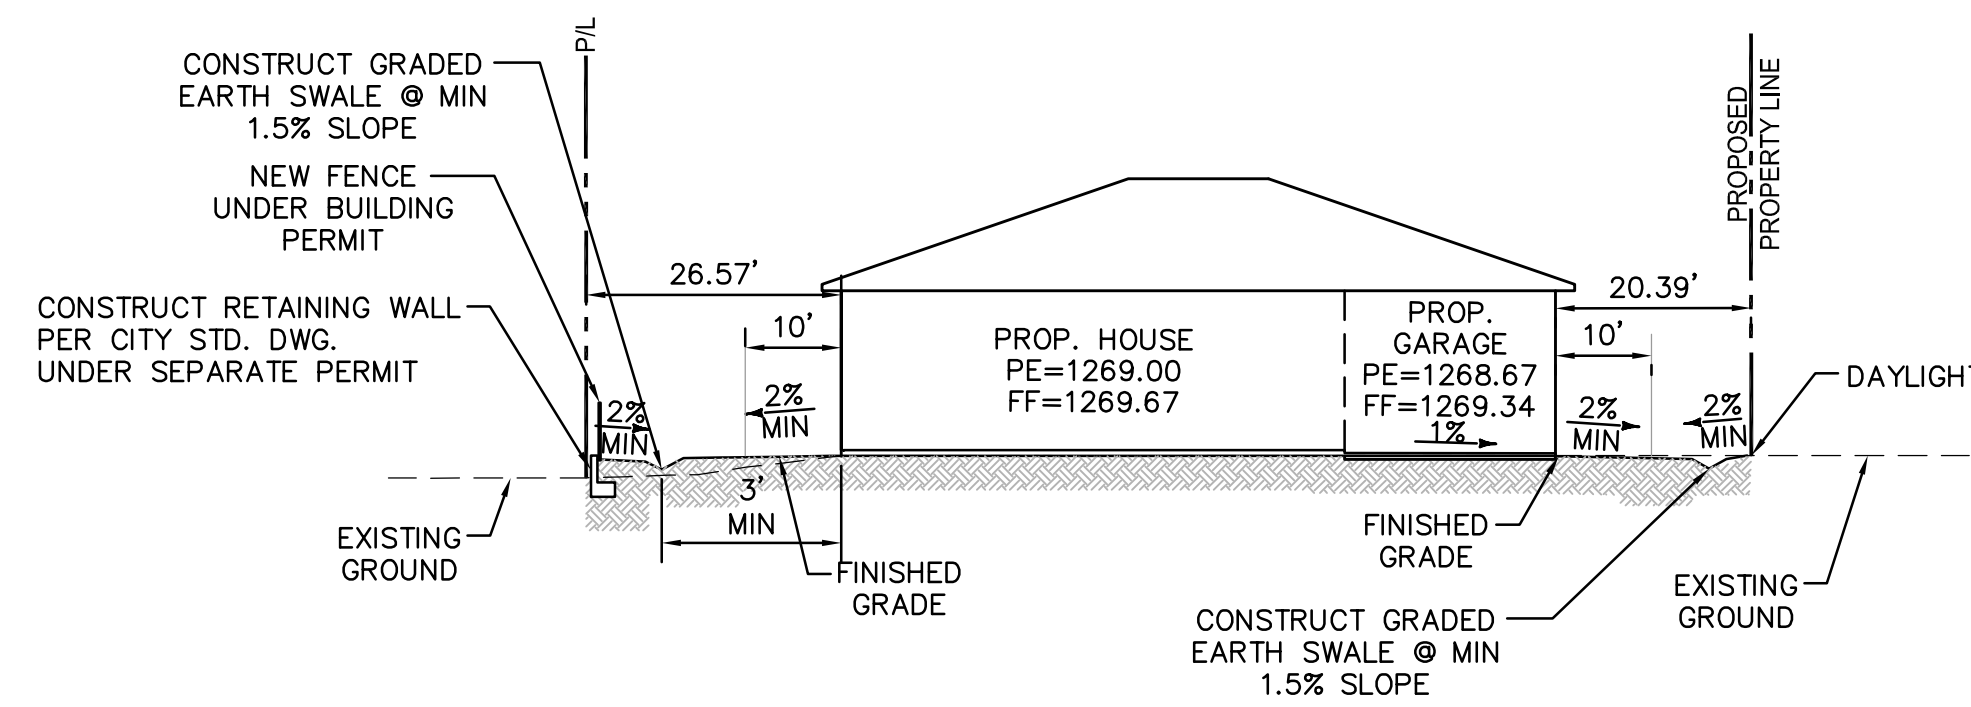 P/L
CONSTRUCT GRADED
EARTH SWALE @ MIN
1.5% SLOPE
NEW FENCE
UNDER BUILDING
PERMIT
CONSTRUCT RETAINING WALL
PER CITY STD. DWG.
UNDER SEPARATE PERMIT
26.57'
10'
2%
MIN
2%
MIN
PROP. HOUSE
PE=1269.00
FF=1269.67
PROP.
GARAGE
PE=1268.67
FF=1269.34
1%
PROPOSED
PROPERTY LINE
20.39'
10'
2%
MIN
2%
MIN
DAYLIGHT
3'
MIN
EXISTING
GROUND
FINISHED
GRADE
FINISHED
GRADE
EXISTING
GROUND
CONSTRUCT GRADED
EARTH SWALE @ MIN
1.5% SLOPE